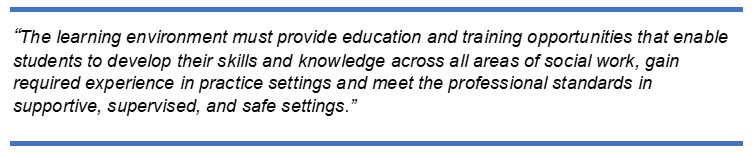 “The learning environment must provide education and training opportunities that enable
students to develop their skills and knowledge across all areas of social work, gain
required experience in practice settings and meet the professional standards in
supportive, supervised, and safe settings.”